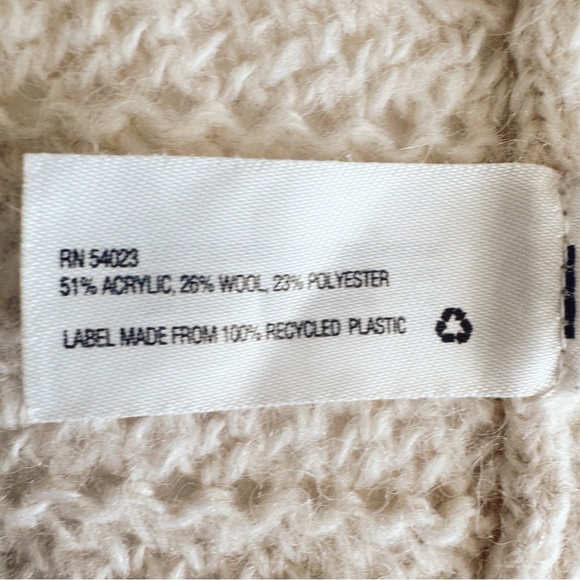 RN 54023
51% ACRYLIC, 26% WOOL, 23% POLYESTER
LABEL MADE FROM 100% RECYCLED PLASTIC